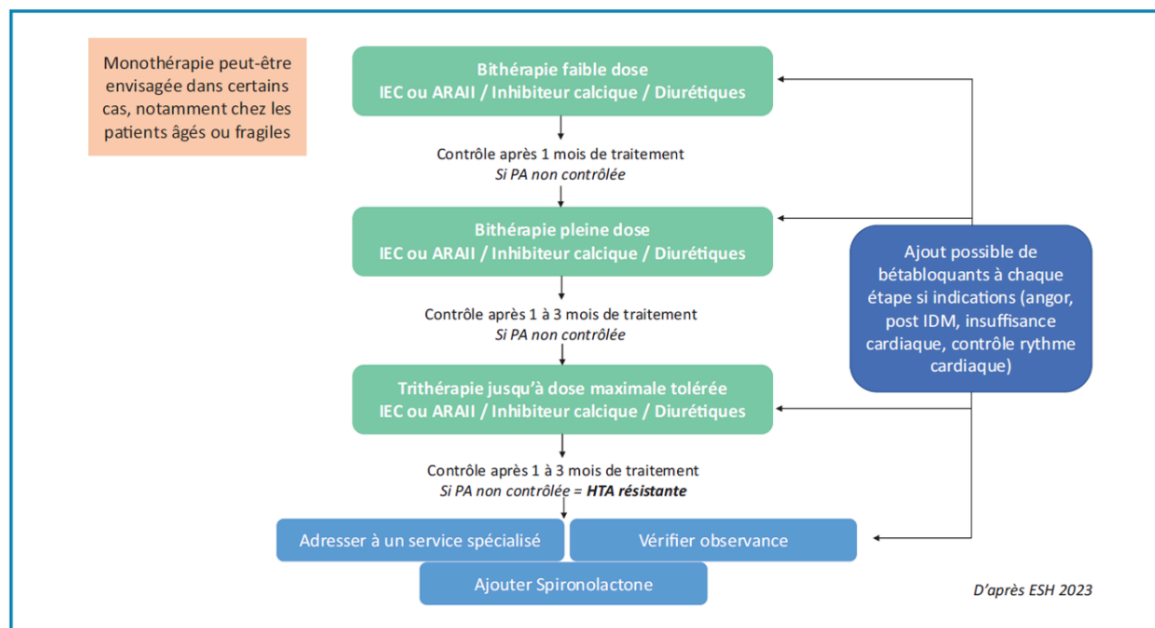 Monothérapie peut-être
envisagée dans certains
cas, notamment chez les
patients âgés ou fragiles
Bithérapie faible dose
IEC ou ARAII / Inhibiteur calcique / Diurétiques
Contrôle après 1 mois de traitement
Si PA non contrôlée
Bithérapie pleine dose
IEC ou ARAII / Inhibiteur calcique / Diurétiques
Ajout possible de
bétabloquants à chaque
étape si indications (angor,
post IDM, insuffisance
cardiaque, contrôle rythme
cardiaque)
Contrôle après 1 à 3 mois de traitement
Si PA non contrôlée
Trithérapie jusqu'à dose maximale tolérée
IEC ou ARAII / Inhibiteur calcique / Diurétiques
Contrôle après 1 à 3 mois de traitement
Si PA non contrôlée = HTA résistante
Adresser à un service spécialisé
Vérifier observance
Ajouter Spironolactone
D'après ESH 2023